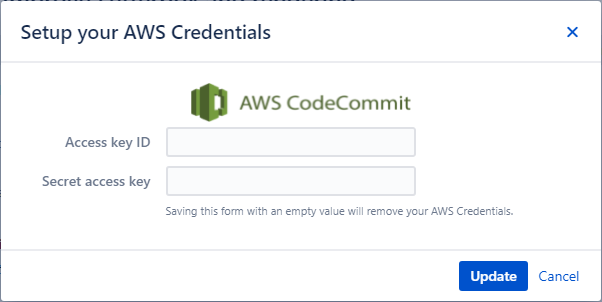 Setup your AWS Credentials
AWS CodeCommit
Access key ID
Secret access key
Saving this form with an empty value will remove your AWS Credentials.
Update Cancel